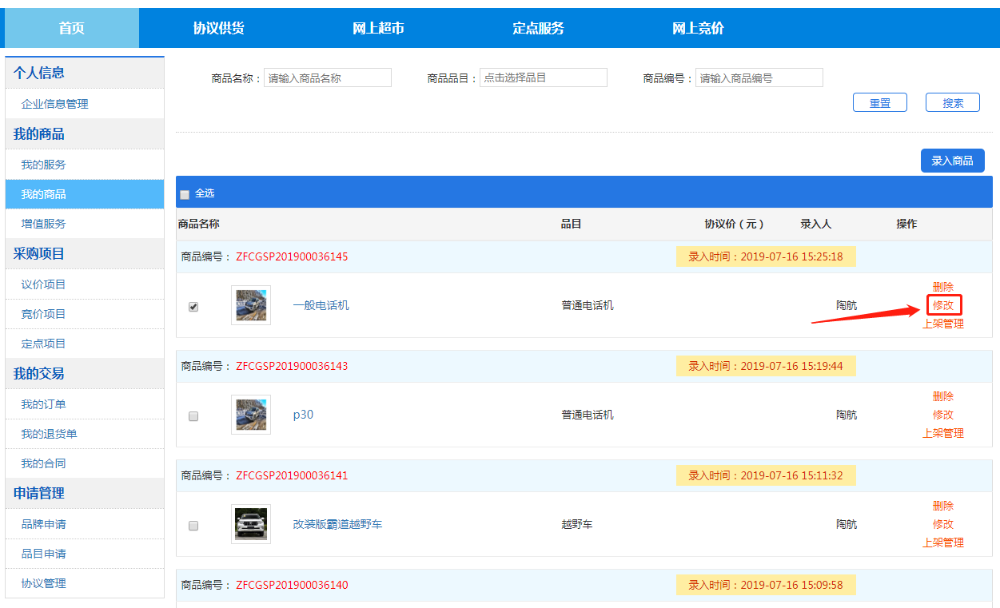 首页 协议供货 网上超市 定点服务 网上竞价
个人信息
企业信息管理
我的商品
我的服务
我的商品
增值服务
采购项目
议价项目
竞价项目
定点项目
我的交易
我的订单
我的退货单
我的合同
申请管理
品牌申请
品目申请
协议管理
商品名称： 请输入商品名称 商品品目： 点击选择品目 商品编号： 请输入商品编号
重置 搜索
录入商品
全选
商品名称 品目 协议价（元） 录入人 操作
商品编号： ZFCGSP201900036145 录入时间：2019-07-16 15:25:18
删除
一般电话机 普通电话机 陶航 修改
上架管理
商品编号： ZFCGSP201900036143 录入时间：2019-07-16 15:19:44
删除
p30 普通电话机 陶航 修改
上架管理
商品编号： ZFCGSP201900036141 录入时间：2019-07-16 15:11:32
删除
改装版霸道越野车 越野车 陶航 修改
上架管理
商品编号： ZFCGSP201900036140 录入时间：2019-07-16 15:09:58